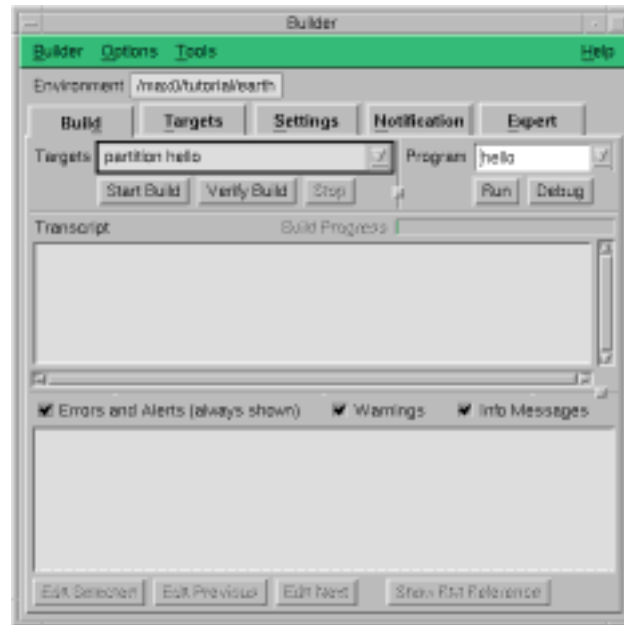 Builder
Builder Options Tools Help
Environment /max0/tutorial/earth
Build Targets Settings Notification Expert
Targets partition hello Program hello
Start Build Verify Build Stop Run Debug
Transcript Build Progress
Errors and Alerts (always shown) Warnings Info Messages
Edit Selected Edit Previous Edit Next Show RM Reference